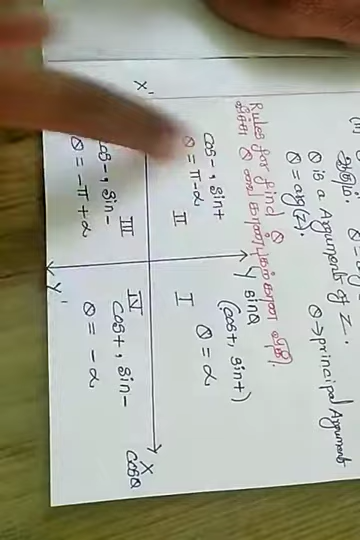 (ii)
θ is a Argument of z.
θ → principal Argument
θ = arg(z).
Rules for find θ
Y sinθ
cos-, sin+
θ = π-α
II
(cos+, sin+)
θ = α
I
X'
X
cosθ
III
cos-, sin-
θ = -π+α
IV
cos+, sin-
θ = -α
Y'